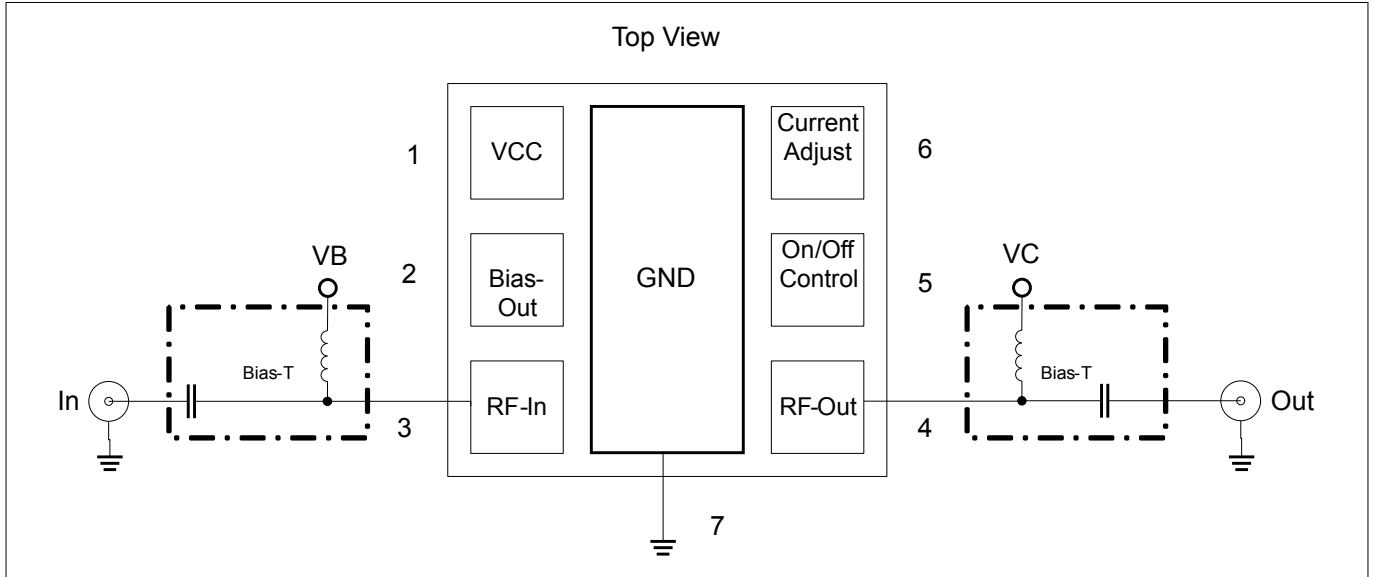 Top View
1
VCC
Current
Adjust
6
VB
2
Bias-
Out
GND
On/Off
Control
5
VC
In
Bias-T
3
RF-In
RF-Out
4
Bias-T
Out
7